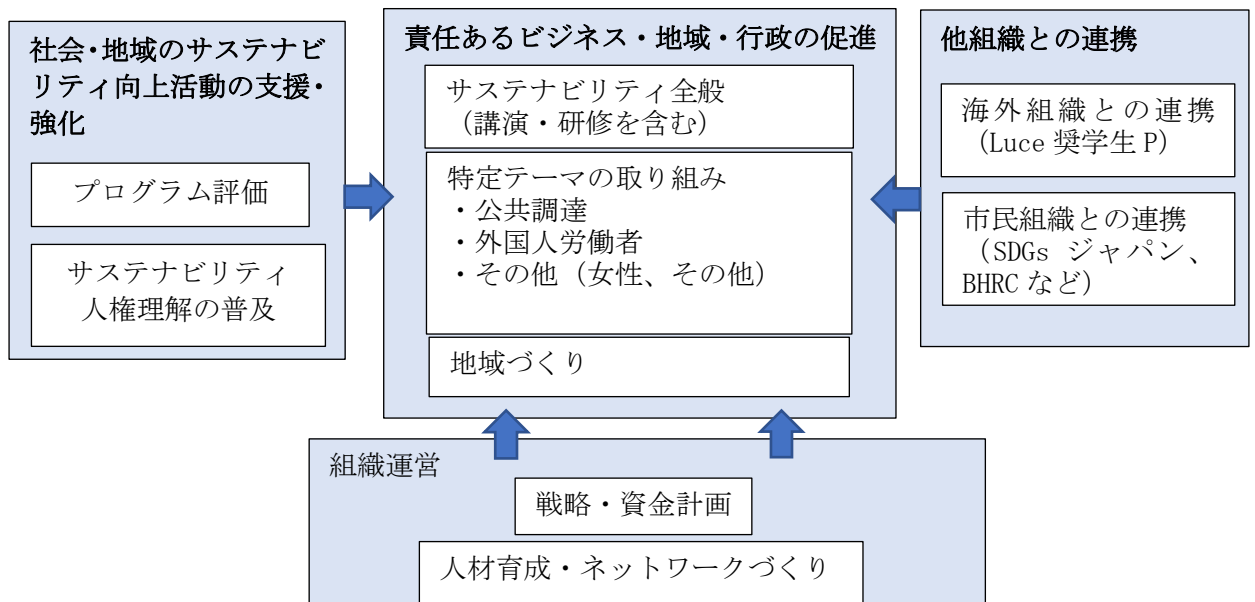 社会・地域のサステナビ
リティ向上活動の支援・
強化
プログラム評価
サステナビリティ
人権理解の普及
責任あるビジネス・地域・行政の促進
サステナビリティ全般
（講演・研修を含む）
特定テーマの取り組み
・公共調達
・外国人労働者
・その他（女性、その他）
地域づくり
他組織との連携
海外組織との連携
（Luce 奨学生 P）
市民組織との連携
（SDGs ジャパン、
BHRC など）
組織運営
戦略・資金計画
人材育成・ネットワークづくり